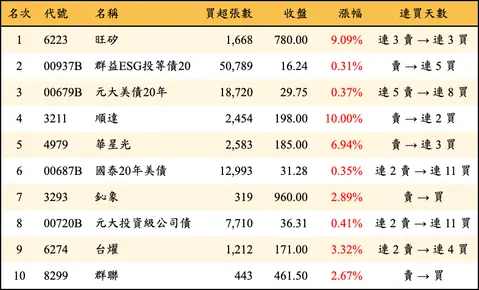 名次 代號 名稱 買超張數 收盤 漲幅 連買天數
1 6223 旺矽 1,668 780.00 9.09% 連 3 賣 → 連 3 買
2 00937B 群益ESG投等債20 50,789 16.24 0.31% 賣 → 連 5 買
3 00679B 元大美債20年 18,720 29.75 0.37% 連 5 賣 → 連 8 買
4 3211 順達 2,454 198.00 10.00% 賣 → 連 2 買
5 4979 華星光 2,583 185.00 6.94% 賣 → 連 3 買
6 00687B 國泰20年美債 12,993 31.28 0.35% 連 2 賣 → 連 11 買
7 3293 鈊象 319 960.00 2.89% 賣 → 買
8 00720B 元大投資級公司債 7,710 36.31 0.41% 連 2 賣 → 連 11 買
9 6274 台燿 1,212 171.00 3.32% 連 2 賣 → 連 4 買
10 8299 群聯 443 461.50 2.67% 賣 → 買